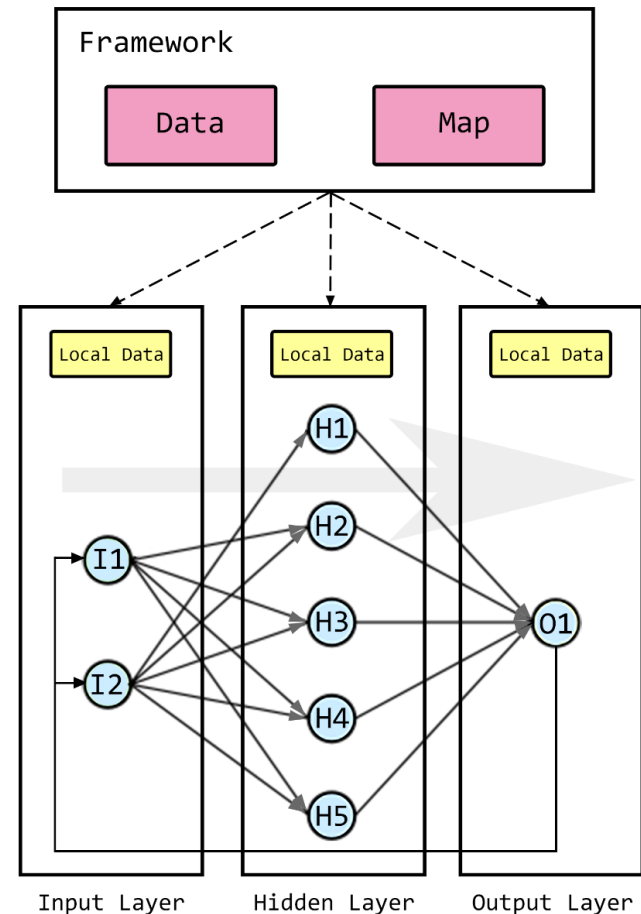 Framework
Data
Map
Local Data
Local Data
Local Data
H1
H2
I1
H3
O1
I2
H4
H5
Input Layer
Hidden Layer
Output Layer